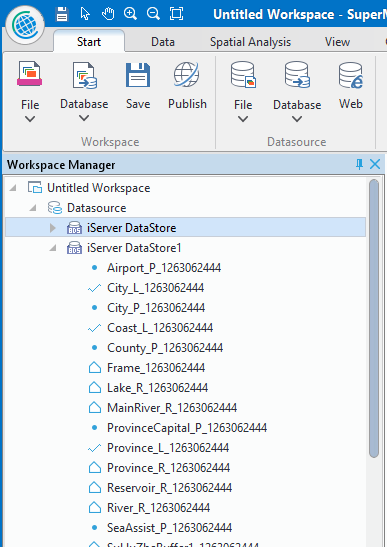 Untitled Workspace - SuperM
Start Data Spatial Analysis View
File Database Save Publish File Database Web
Workspace Datasource
Workspace Manager
Untitled Workspace
Datasource
iServer DataStore
iServer DataStore1
Airport_P_1263062444
City_L_1263062444
City_P_1263062444
Coast_L_1263062444
County_P_1263062444
Frame_1263062444
Lake_R_1263062444
MainRiver_R_1263062444
ProvinceCapital_P_1263062444
Province_L_1263062444
Province_R_1263062444
Reservoir_R_1263062444
River_R_1263062444
SeaAssist_P_1263062444